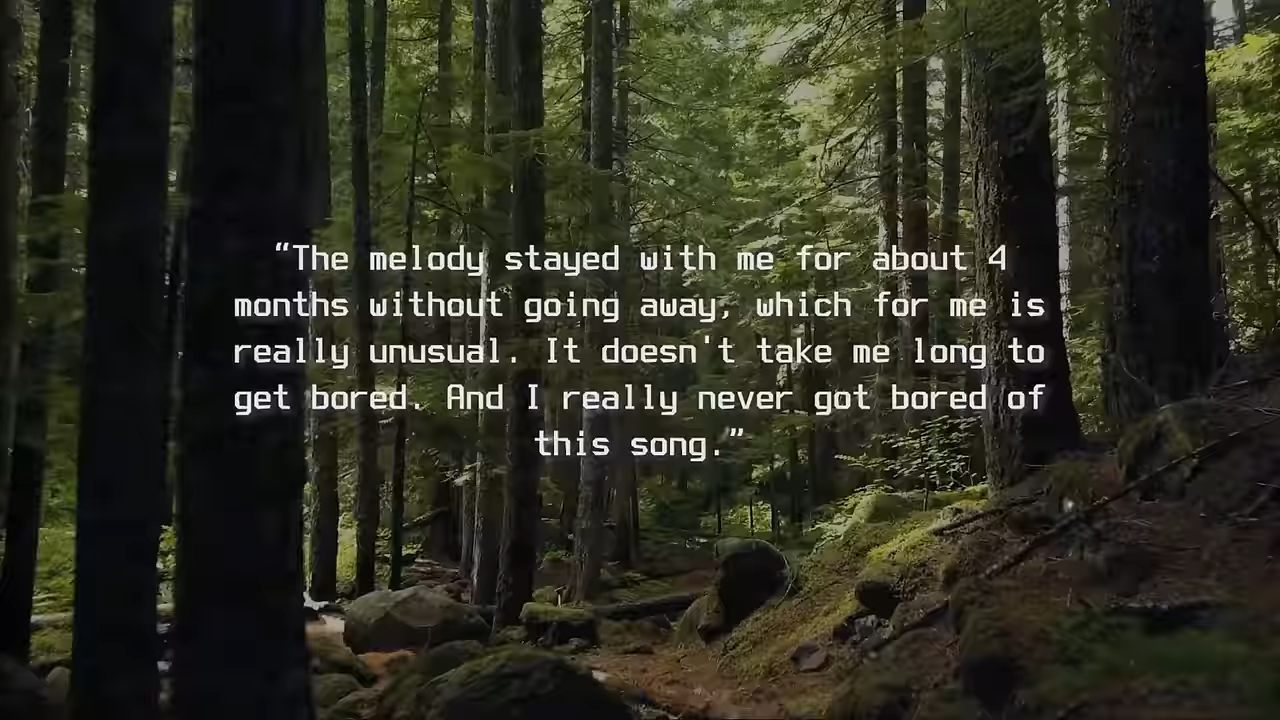 “The melody stayed with me for about 4
months without going away, which for me is
really unusual. It doesn't take me long to
get bored. And I really never got bored of
this song.”